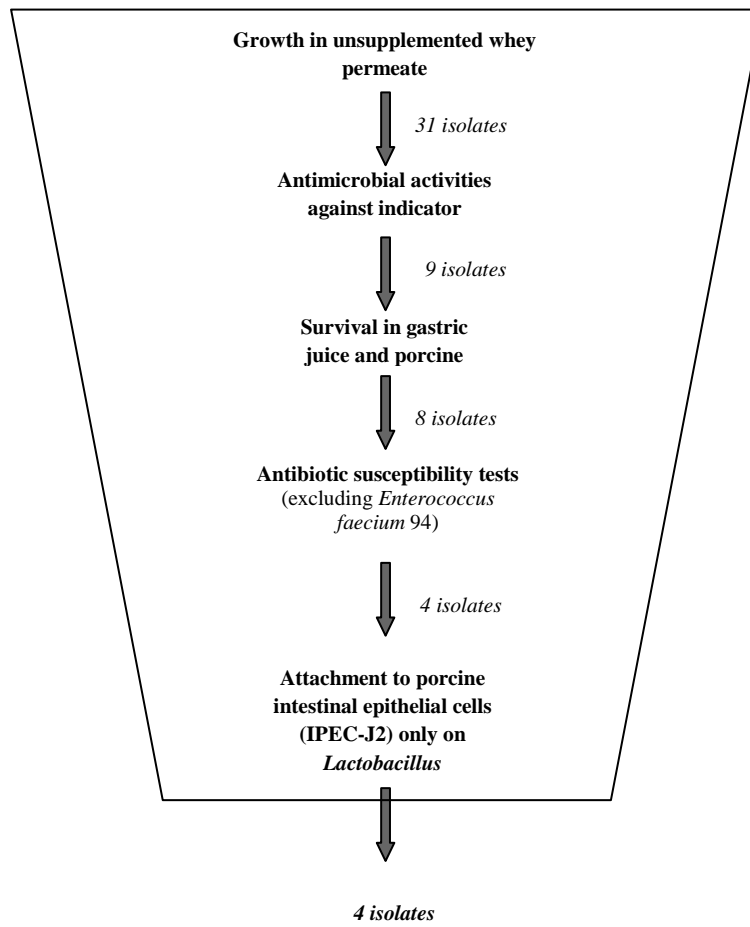 Growth in unsupplemented whey
permeate
31 isolates
Antimicrobial activities
against indicator
9 isolates
Survival in gastric
juice and porcine
8 isolates
Antibiotic susceptibility tests
(excluding Enterococcus
faecium 94)
4 isolates
Attachment to porcine
intestinal epithelial cells
(IPEC-J2) only on
Lactobacillus
4 isolates